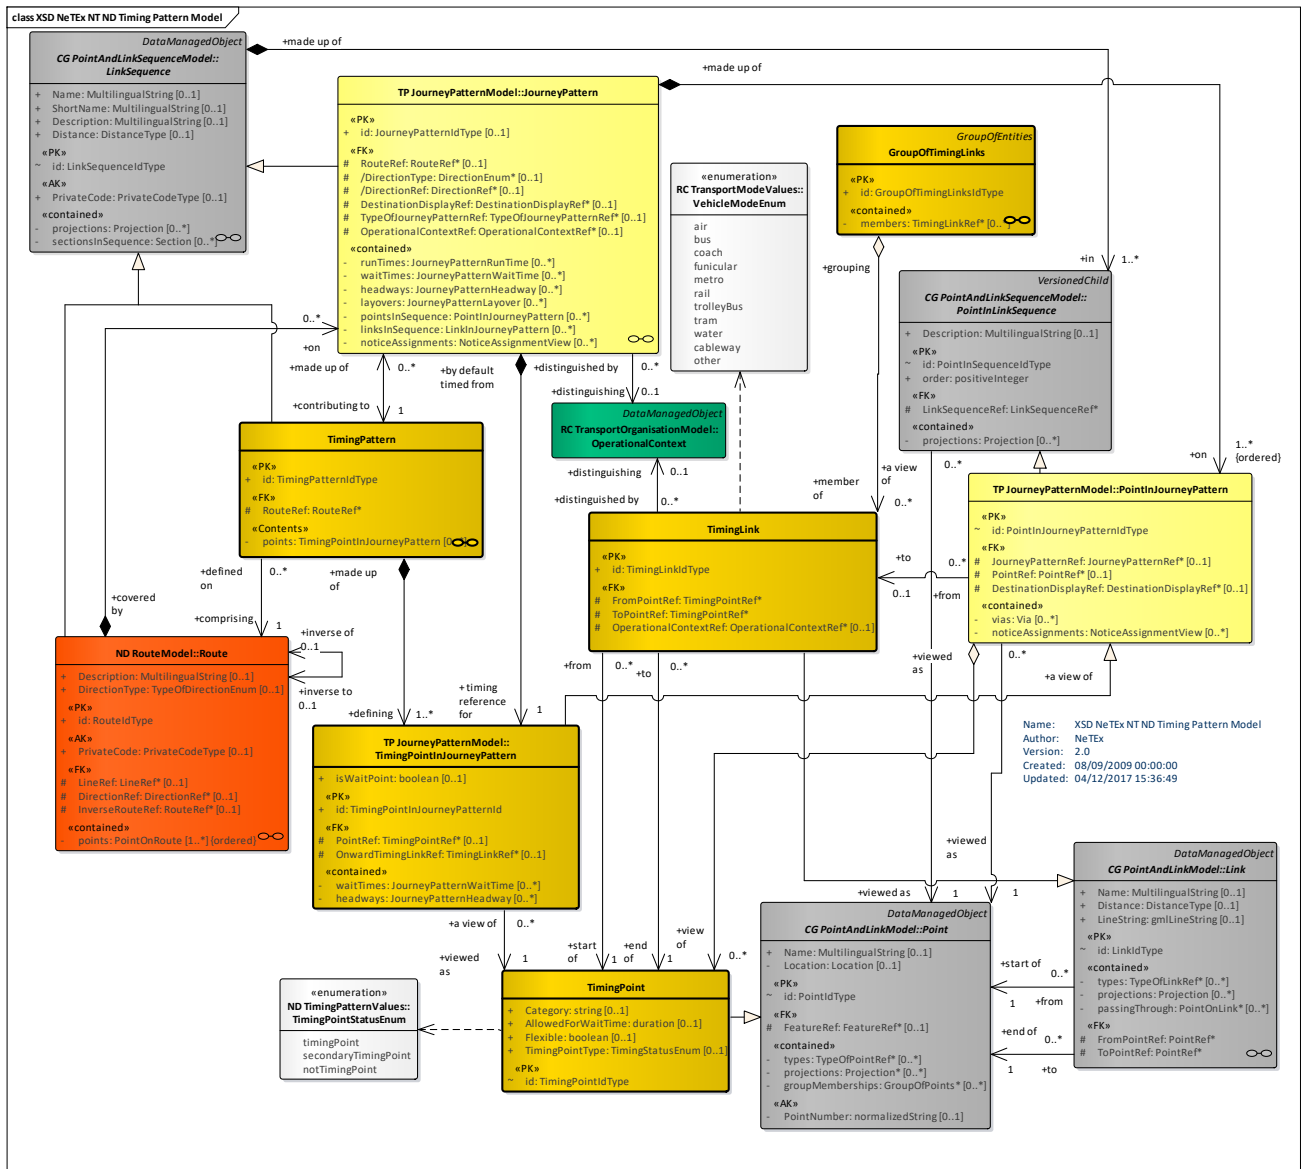 class XSD NeTEx NT ND Timing Pattern Model
DataManagedObject
CG PointAndLinkSequenceModel::
LinkSequence
+ Name: MultilingualString [0..1]
+ ShortName: MultilingualString [0..1]
+ Description: MultilingualString [0..1]
+ Distance: DistanceType [0..1]
«PK»
~ id: LinkSequenceIdType
«AK»
+ PrivateCode: PrivateCodeType [0..1]
«contained»
- projections: Projection [0..*]
- sectionsInSequence: Section [0..*]
+made up of
+made up of
TP JourneyPatternModel::JourneyPattern
«PK»
+ id: JourneyPatternIdType [0..1]
«FK»
# RouteRef: RouteRef* [0..1]
# /DirectionType: DirectionEnum* [0..1]
# /DirectionRef: DirectionRef* [0..1]
# DestinationDisplayRef: DestinationDisplayRef* [0..1]
# TypeOfJourneyPatternRef: TypeOfJourneyPatternRef* [0..1]
# OperationalContextRef: OperationalContextRef* [0..1]
«contained»
- runTimes: JourneyPatternRunTime [0..*]
- waitTimes: JourneyPatternWaitTime [0..*]
- headways: JourneyPatternHeadway [0..*]
- layovers: JourneyPatternLayover [0..*]
- pointsInSequence: PointInJourneyPattern [0..*]
- linksInSequence: LinkInJourneyPattern [0..*]
- noticeAssignments: NoticeAssignmentView [0..*]
«enumeration»
RC TransportModeValues::
VehicleModeEnum
air
bus
coach
funicular
metro
rail
trolleyBus
tram
water
cableway
other
GroupOfEntities
GroupOfTimingLinks
«PK»
+ id: GroupOfTimingLinksIdType
«contained»
- members: TimingLinkRef* [0..*]
+grouping
+in
1..*
VersionedChild
CG PointAndLinkSequenceModel::
PointInLinkSequence
+ Description: MultilingualString [0..1]
«PK»
~ id: PointInSequenceIdType
+ order: positiveInteger
«FK»
# LinkSequenceRef: LinkSequenceRef*
«contained»
- projections: Projection [0..*]
0..*
+on
+made up of
0..*
+by default
timed from
+distinguished by
0..*
+distinguishing
0..1
+contributing to
1
DataManagedObject
RC TransportOrganisationModel::
OperationalContext
+distinguishing
0..1
+distinguished by
0..*
+member
of
+a view
of
0..*
0..*
+on
1..*
{ordered}
TimingPattern
«PK»
+ id: TimingPatternIdType
«FK»
# RouteRef: RouteRef*
«Contents»
- points: TimingPointInJourneyPattern [0..*]
TimingLink
«PK»
+ id: TimingLinkIdType
«FK»
# FromPointRef: TimingPointRef*
# ToPointRef: TimingPointRef*
# OperationalContextRef: OperationalContextRef* [0..1]
TP JourneyPatternModel::PointInJourneyPattern
«PK»
~ id: PointInJourneyPatternIdType
«FK»
# JourneyPatternRef: JourneyPatternRef* [0..1]
# PointRef: PointRef* [0..1]
# DestinationDisplayRef: DestinationDisplayRef* [0..1]
«contained»
- vias: Via [0..*]
- noticeAssignments: NoticeAssignmentView [0..*]
+to
0..*
0..1
+from
+defined
on
0..*
+made up
of
+covered
by
+comprising
1
+inverse of
0..1
+inverse to
0..1
+defining
1..*
+ timing
reference
for
1
+from
0..*
+to
0..*
+viewed
as
0..*
+a view of
ND RouteModel::Route
+ Description: MultilingualString [0..1]
+ DirectionType: TypeOfDirectionEnum [0..1]
«PK»
+ id: RouteIdType
«AK»
+ PrivateCode: PrivateCodeType [0..1]
«FK»
# LineRef: LineRef* [0..1]
# DirectionRef: DirectionRef* [0..1]
# InverseRouteRef: RouteRef* [0..1]
«contained»
- points: PointOnRoute [1..*] {ordered}
TP JourneyPatternModel::
TimingPointInJourneyPattern
+ isWaitPoint: boolean [0..1]
«PK»
+ id: TimingPointInJourneyPatternId
«FK»
# PointRef: TimingPointRef* [0..1]
# OnwardTimingLinkRef: TimingLinkRef* [0..1]
«contained»
- waitTimes: JourneyPatternWaitTime [0..*]
- headways: JourneyPatternHeadway [0..*]
Name: XSD NeTEx NT ND Timing Pattern Model
Author: NeTEx
Version: 2.0
Created: 08/09/2009 00:00:00
Updated: 04/12/2017 15:36:49
+a view of
0..*
+viewed
as
1
+start
of
1
+end
of
1
+view
of
0..*
+viewed as
1
+viewed
as
1
DataManagedObject
CG PointAndLinkModel::Link
+ Name: MultilingualString [0..1]
+ Distance: DistanceType [0..1]
+ LineString: gmlLineString [0..1]
«PK»
~ id: LinkIdType
«contained»
- types: TypeOfLinkRef* [0..*]
- projections: Projection [0..*]
- passingThrough: PointOnLink* [0..*]
«FK»
# FromPointRef: PointRef*
# ToPointRef: PointRef*
DataManagedObject
CG PointAndLinkModel::Point
+ Name: MultilingualString [0..1]
- Location: Location [0..1]
«PK»
~ id: PointIdType
«FK»
# FeatureRef: FeatureRef* [0..1]
«contained»
- types: TypeOfPointRef* [0..*]
- projections: Projection* [0..*]
- groupMemberships: GroupOfPoints* [0..*]
«AK»
- PointNumber: normalizedString [0..1]
+start of
0..*
1
+from
+end of
0..*
1
+to
«enumeration»
ND TimingPatternValues::
TimingPointStatusEnum
timingPoint
secondaryTimingPoint
notTimingPoint
TimingPoint
+ Category: string [0..1]
+ AllowedForWaitTime: duration [0..1]
+ Flexible: boolean [0..1]
+ TimingPointType: TimingStatusEnum [0..1]
«PK»
~ id: TimingPointIdType